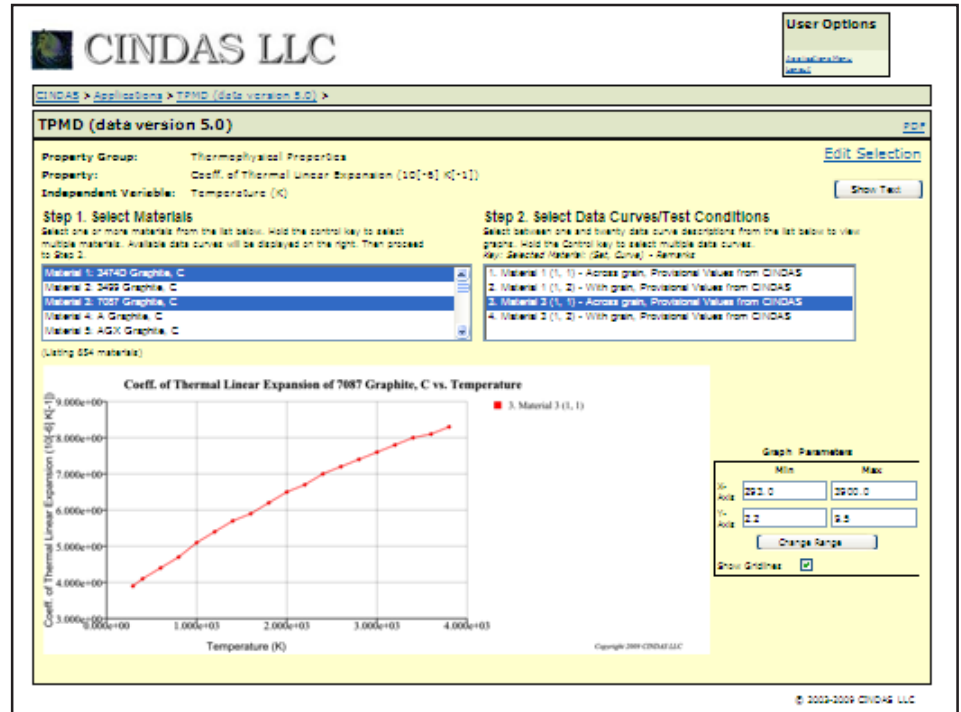 CINDAS LLC
User Options
Application Menu
Logout
CINDAS > Applications > TPMD (data version 5.0) >
TPMD (data version 5.0)
PDF
Edit Selection
Property Group: Thermophysical Properties
Property: Coeff. of Thermal Linear Expansion (10[-6] K[-1])
Independent Variable: Temperature (K)
Show Text
Step 1. Select Materials
Select one or more materials from the list below. Hold the control key to select
multiple materials. Available data curves will be displayed on the right. Then proceed
to Step 2.
Step 2. Select Data Curves/Test Conditions
Select between one and twenty data curve descriptions from the list below to view
graphs. Hold the Control key to select multiple data curves.
Key: Selected Material: (Set, Curve) - Remarks
Material 1: 3474D Graphite, C
Material 2: 3499 Graphite, C
Material 3: 7087 Graphite, C
Material 4: A Graphite, C
Material 5: AGX Graphite, C
1. Material 1 (1, 1) - Across grain, Provisional Values from CINDAS
2. Material 1 (1, 2) - With grain, Provisional Values from CINDAS
3. Material 3 (1, 1) - Across grain, Provisional Values from CINDAS
4. Material 3 (1, 2) - With grain, Provisional Values from CINDAS
(Listing 854 materials)
Coeff. of Thermal Linear Expansion of 7087 Graphite, C vs. Temperature
3. Material 3 (1, 1)
Coeff. of Thermal Linear Expansion (10[-6] K[-1])
9.000e+00
8.000e+00
7.000e+00
6.000e+00
5.000e+00
4.000e+00
3.000e+00
0.000e+00 1.000e+03 2.000e+03 3.000e+03 4.000e+03
Temperature (K)
Copyright 2009 CINDAS LLC
Graph Parameters
Min Max
X-Axis 293.0 3900.0
Y-Axis 2.2 9.5
Change Range
Show Gridlines
© 2003-2009 CINDAS LLC